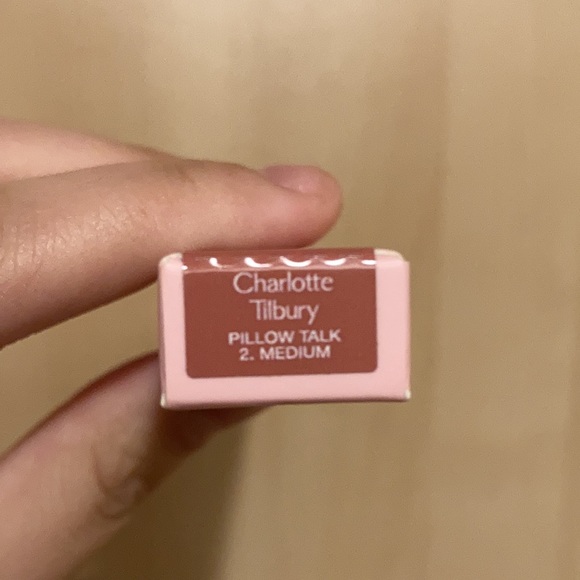 Charlotte
Tilbury
PILLOW TALK
2. MEDIUM